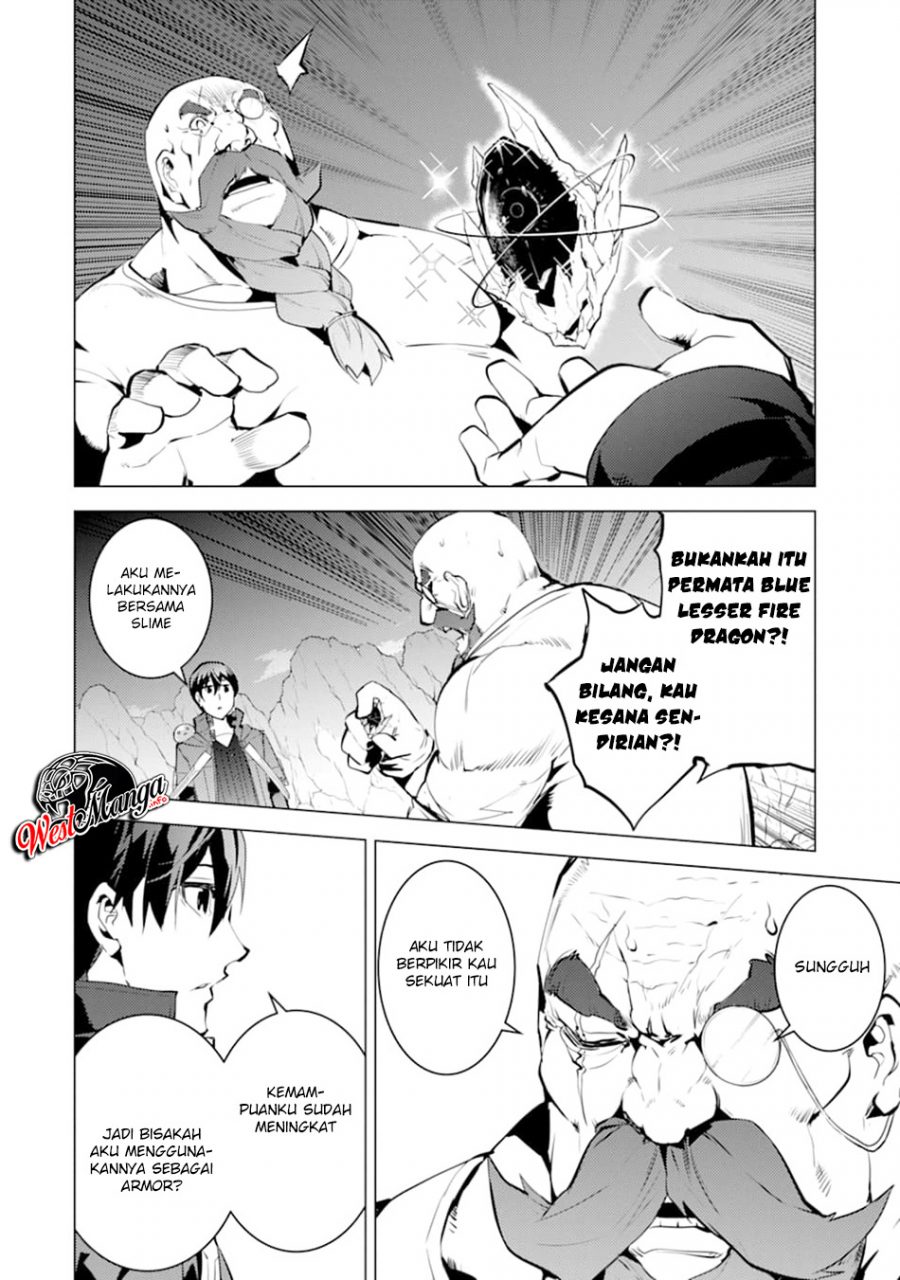 BUKANKAH ITU
PERMATA BLUE
LESSER FIRE
DRAGON?!
JANGAN
BILANG, KAU
KESANA SEN-
DIRIAN?!
AKU ME-
LAKUKANNYA
BERSAMA
SLIME
WestManga
.info
SUNGGUH
AKU TIDAK
BERPIKIR KAU
SEKUAT ITU
KEMAM-
PUANKU SUDAH
MENINGKAT
JADI BISAKAH
AKU MENGGUNA-
KANNYA SEBAGAI
ARMOR?